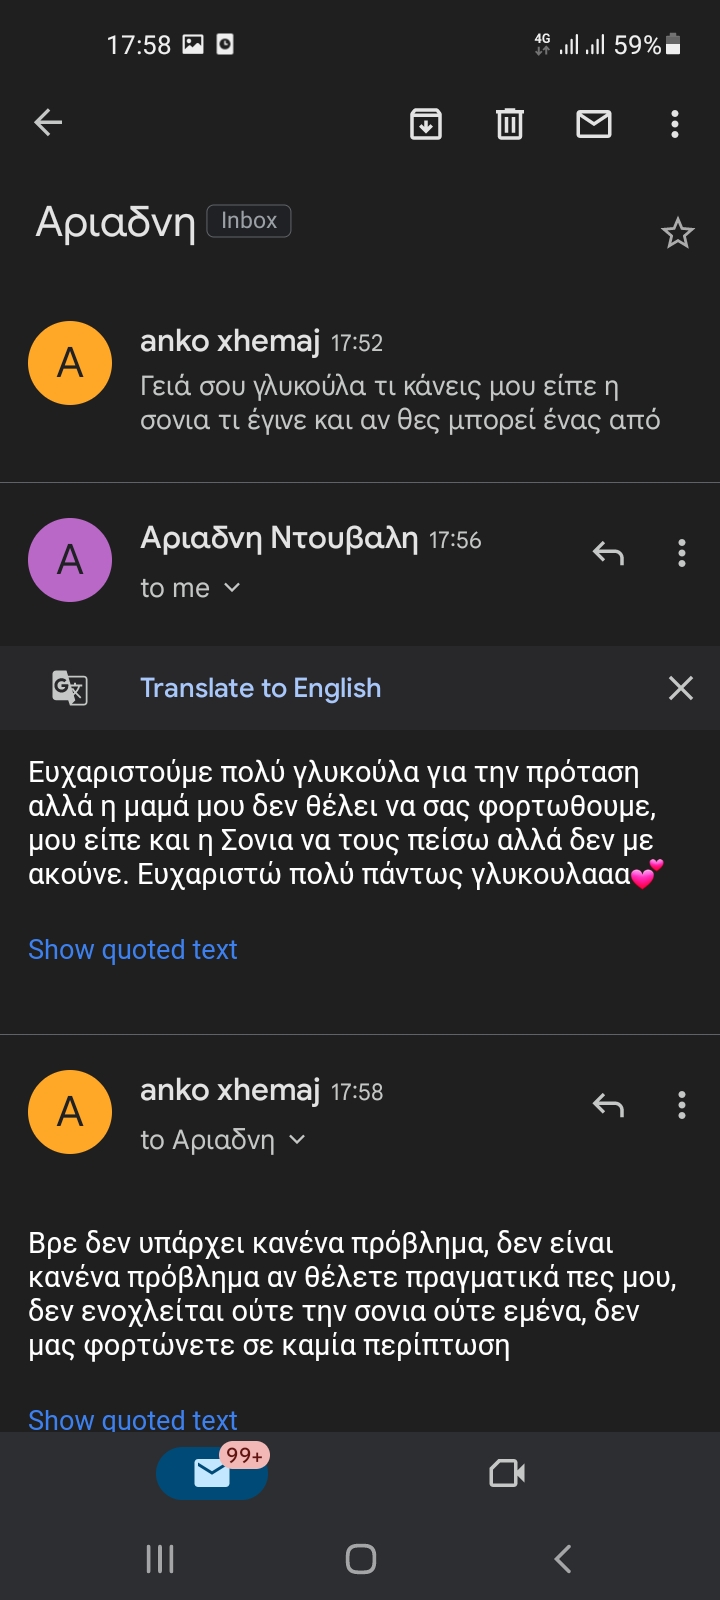 17:58
4G 59%
Αριαδνη Inbox
A
anko xhemaj 17:52
Γειά σου γλυκούλα τι κάνεις μου είπε η
σονια τι έγινε και αν θες μπορεί ένας από
A
Αριαδνη Ντουβαλη 17:56
to me
G文 Translate to English
Ευχαριστούμε πολύ γλυκούλα για την πρόταση
αλλά η μαμά μου δεν θέλει να σας φορτωθουμε,
μου είπε και η Σονια να τους πείσω αλλά δεν με
ακούνε. Ευχαριστώ πολύ πάντως γλυκουλααα💕
Show quoted text
A
anko xhemaj 17:58
to Αριαδνη
Βρε δεν υπάρχει κανένα πρόβλημα, δεν είναι
κανένα πρόβλημα αν θέλετε πραγματικά πες μου,
δεν ενοχλείται ούτε την σονια ούτε εμένα, δεν
μας φορτώνετε σε καμία περίπτωση
Show quoted text
99+